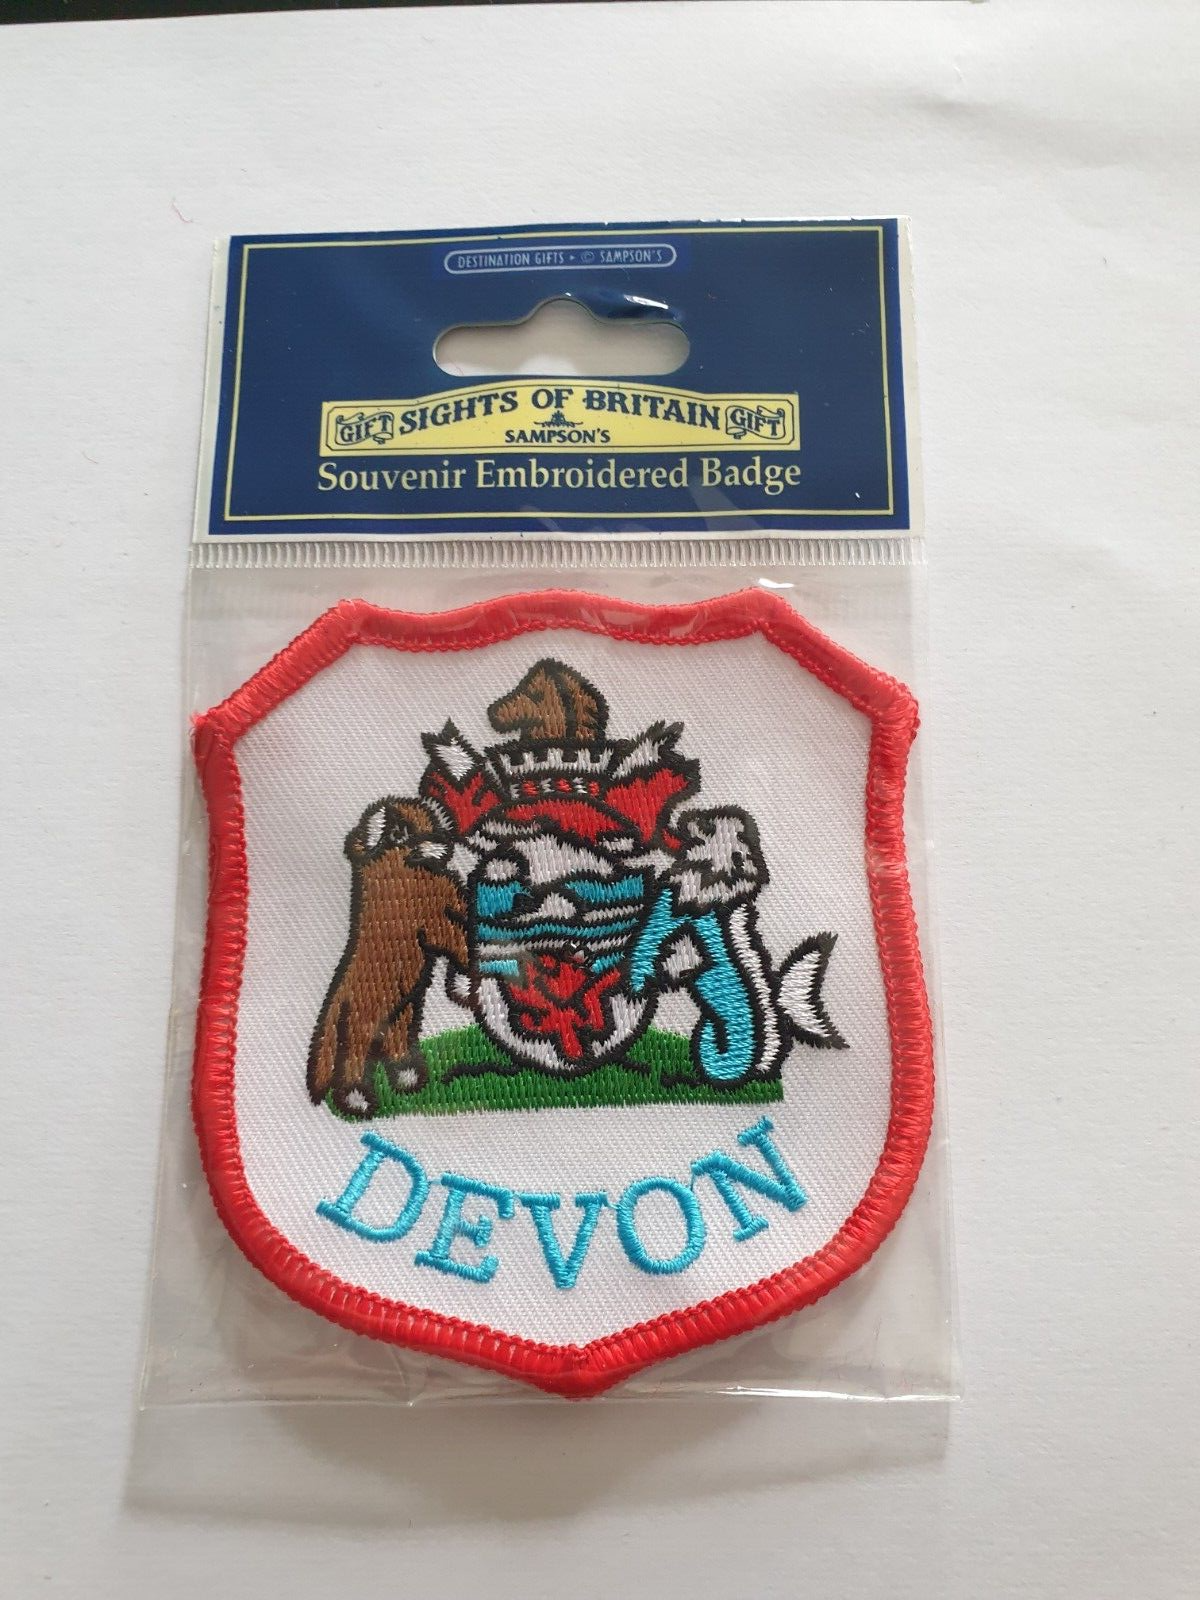 DESTINATION GIFTS • © SAMPSON'S
GIFT SIGHTS OF BRITAIN GIFT
SAMPSON'S
Souvenir Embroidered Badge
DEVON